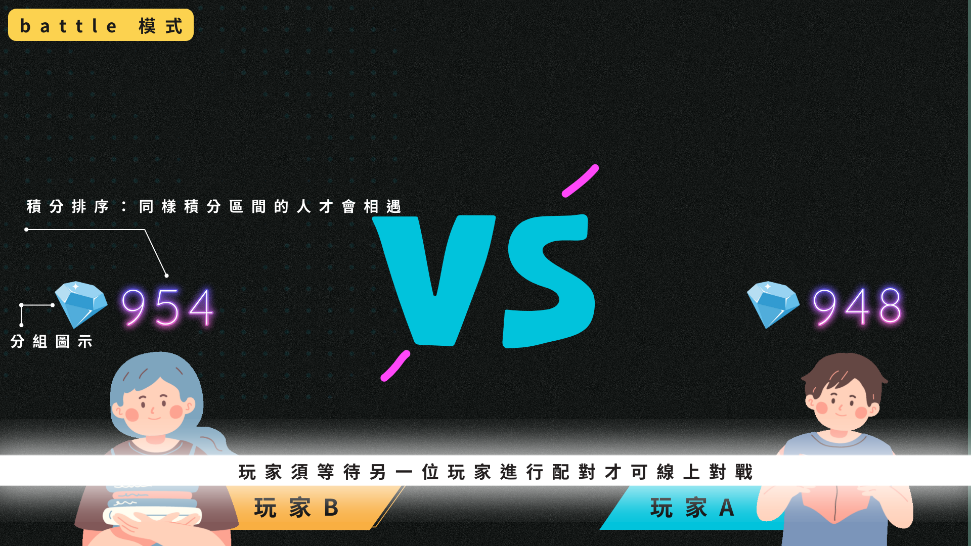 battle 模式
積分排序：同樣積分區間的人才會相遇
VS
954
948
分組圖示
玩家須等待另一位玩家進行配對才可線上對戰
玩家B
玩家A